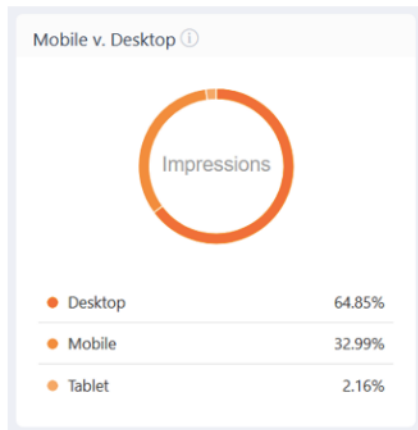 Mobile v. Desktop ⓘ
Impressions
Desktop 64.85%
Mobile 32.99%
Tablet 2.16%